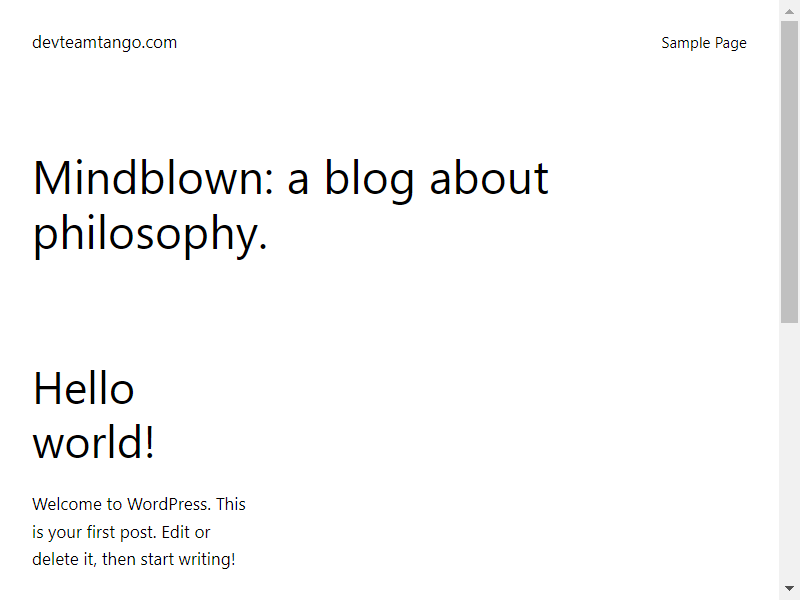 devteamtango.com
Sample Page
Mindblown: a blog about
philosophy.
Hello
world!
Welcome to WordPress. This
is your first post. Edit or
delete it, then start writing!